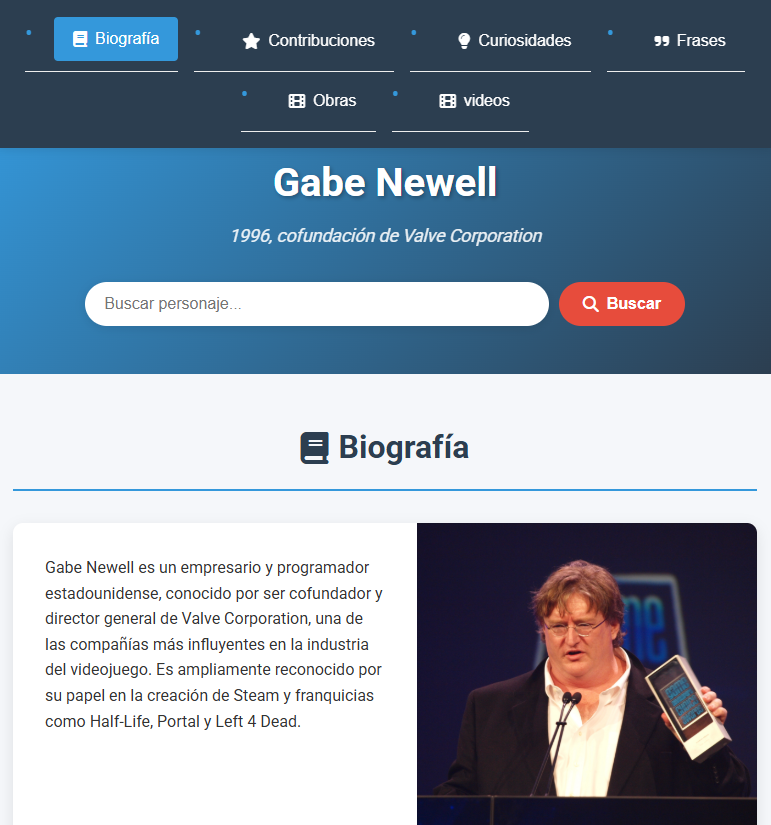 Biografía
Contribuciones
Curiosidades
Frases
Obras
videos
Gabe Newell
1996, cofundación de Valve Corporation
Buscar personaje...
Buscar
Biografía
Gabe Newell es un empresario y programador
estadounidense, conocido por ser cofundador y
director general de Valve Corporation, una de
las compañías más influyentes en la industria
del videojuego. Es ampliamente reconocido por
su papel en la creación de Steam y franquicias
como Half-Life, Portal y Left 4 Dead.